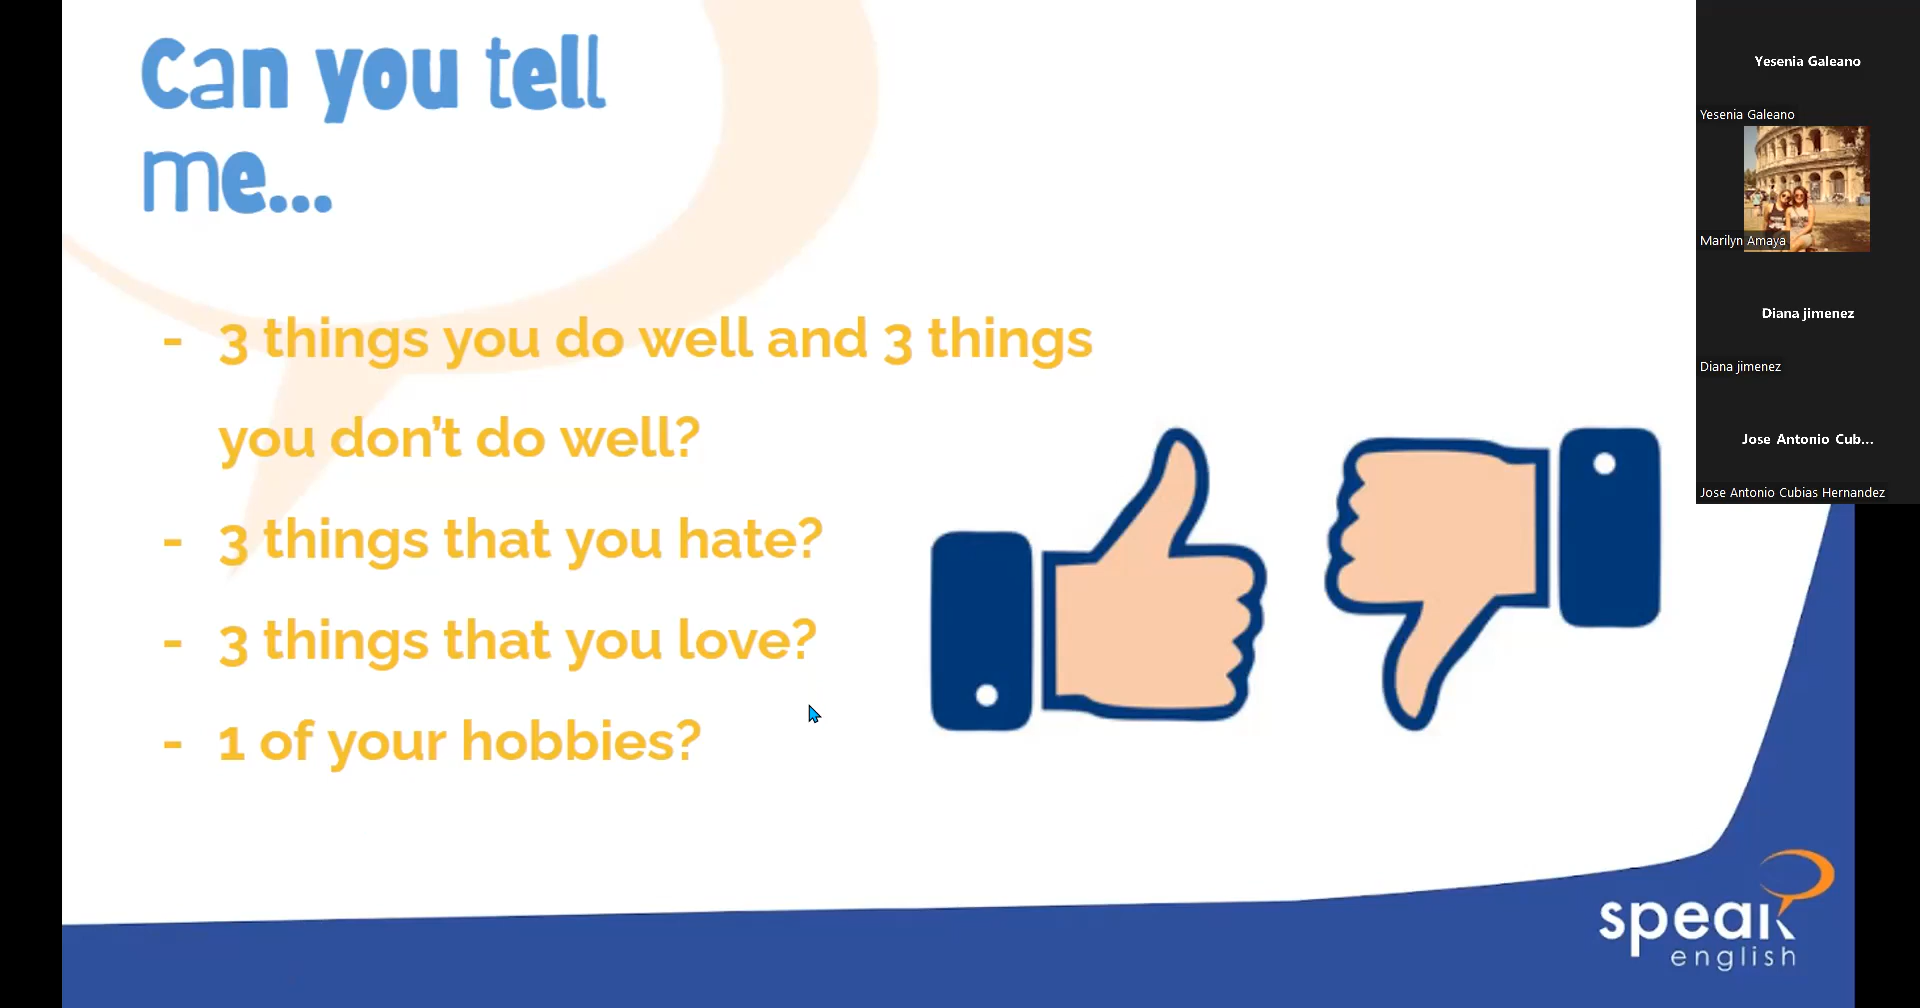 Can you tell
me...
- 3 things you do well and 3 things
you don't do well?
- 3 things that you hate?
- 3 things that you love?
- 1 of your hobbies?
speak
english
Yesenia Galeano
Yesenia Galeano
Marilyn Amaya
Diana jimenez
Diana jimenez
Jose Antonio Cub...
Jose Antonio Cubias Hernandez